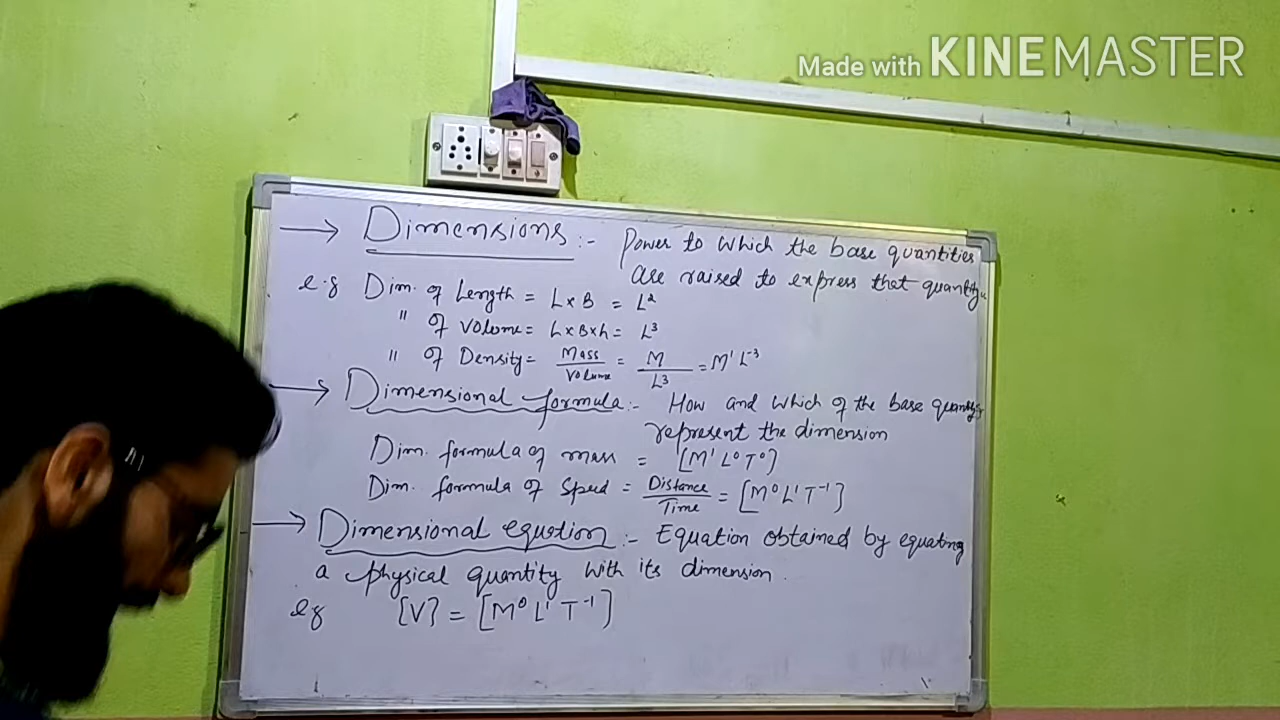 Made with KINEMASTER
→ Dimensions :- Power to which the base quantities
are raised to express that quantity.
e.g Dim. of Length = L × B = L²
" of Volume = L × B × h = L³
" of Density = Mass/Volume = M/L³ = M¹ L⁻³
→ Dimensional formula :- How and which of the base quantity
represent the dimension
Dim. formula of mass = [M¹ L⁰ T⁰]
Dim. formula of Speed = Distance/Time = [M⁰ L¹ T⁻¹]
→ Dimensional equation :- Equation obtained by equating
a physical quantity with its dimension.
eg [V] = [M⁰ L¹ T⁻¹]